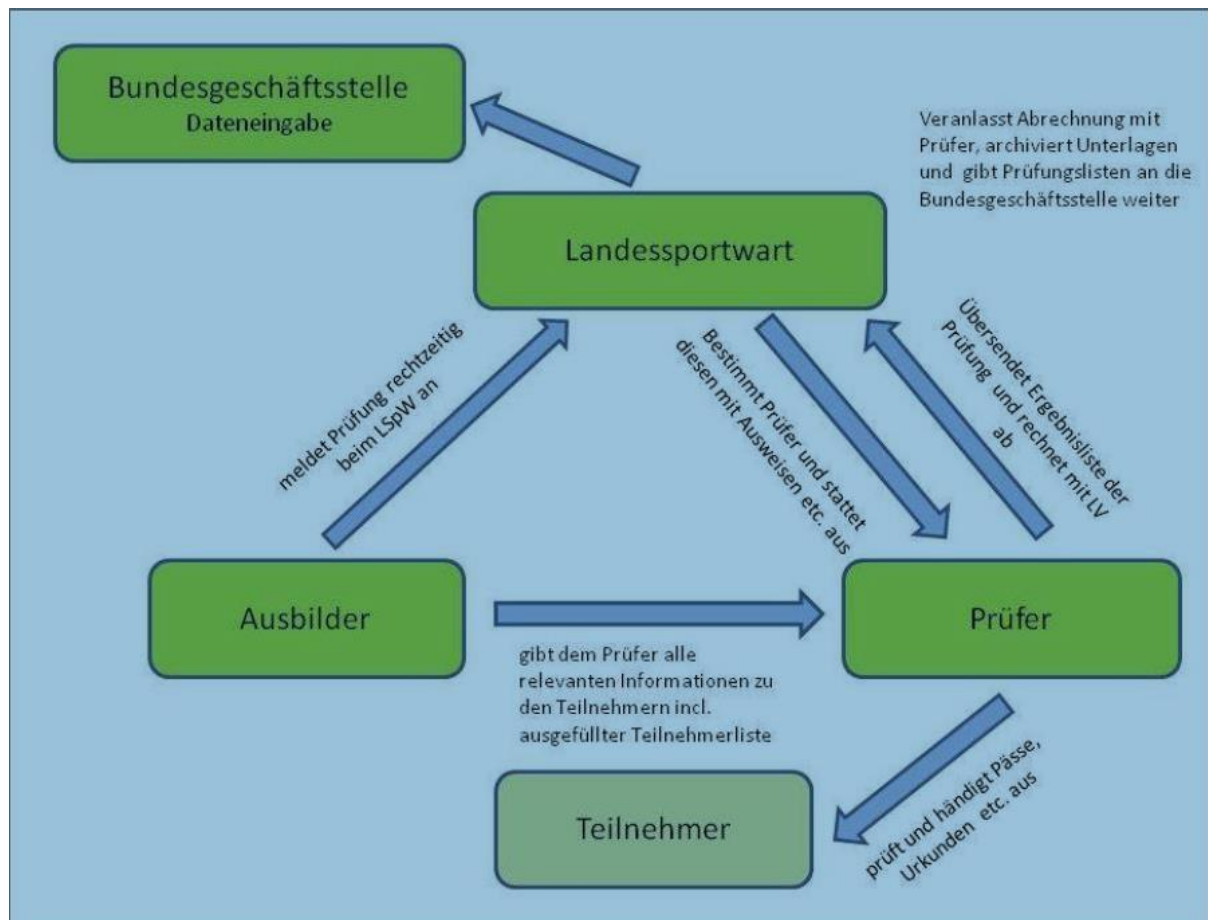 Bundesgeschäftsstelle
Dateneingabe
Veranlasst Abrechnung mit
Prüfer, archiviert Unterlagen
und gibt Prüfungslisten an die
Bundesgeschäftsstelle weiter
Landessportwart
meldet Prüfung rechtzeitig
beim LSpW an
Bestimmt Prüfer und stattet
diesen mit Ausweisen etc. aus
Übersendet Ergebnisliste der
Prüfung und rechnet mit LV
ab
Ausbilder
Prüfer
gibt dem Prüfer alle
relevanten Informationen zu
den Teilnehmern incl.
ausgefüllter Teilnehmerliste
Teilnehmer
prüft und händigt Pässe,
Urkunden etc. aus